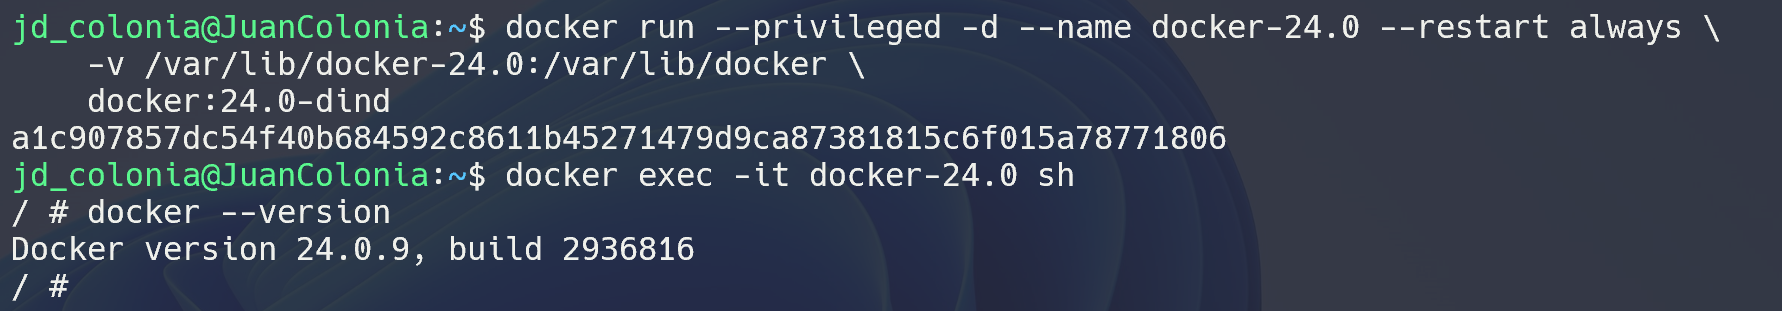 jd_colonia@JuanColonia:~$ docker run --privileged -d --name docker-24.0 --restart always \
    -v /var/lib/docker-24.0:/var/lib/docker \
    docker:24.0-dind
a1c907857dc54f40b684592c8611b45271479d9ca87381815c6f015a78771806
jd_colonia@JuanColonia:~$ docker exec -it docker-24.0 sh
/ # docker --version
Docker version 24.0.9, build 2936816
/ #